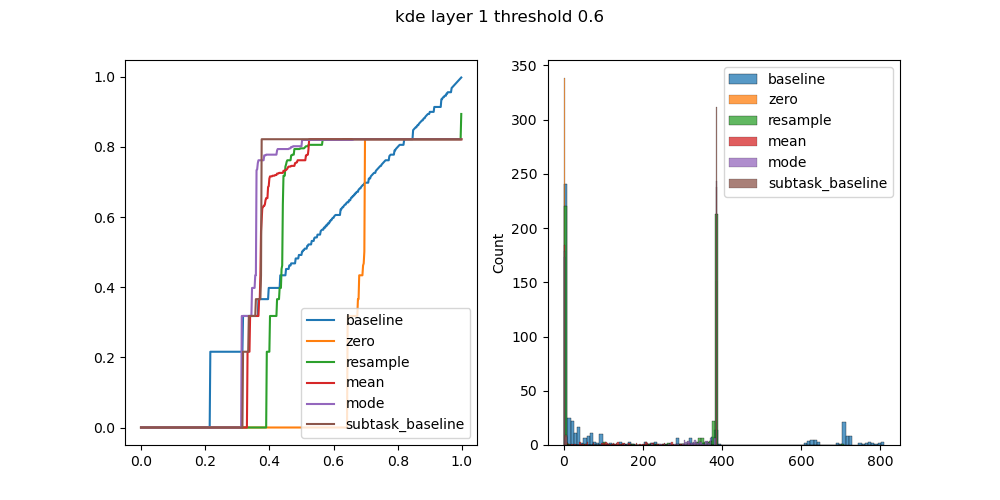 kde layer 1 threshold 0.6
1.0
0.8
0.6
0.4
0.2
0.0
0.0 0.2 0.4 0.6 0.8 1.0
baseline
zero
resample
mean
mode
subtask_baseline
Count
350
300
250
200
150
100
50
0
0 200 400 600 800
baseline
zero
resample
mean
mode
subtask_baseline